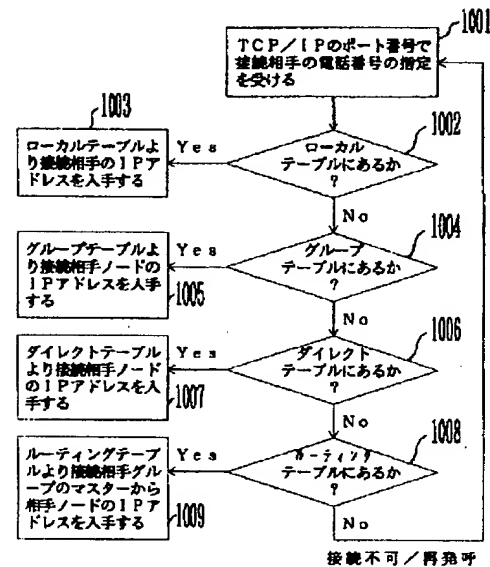 1001
TCP/IPのポート番号で
接続相手の電話番号の指定
を受ける
1002
ローカル
テーブルにあるか
?
Yes
1003
ローカルテーブルよ
り接続相手のIPア
ドレスを入手する
No
1004
グループ
テーブルにあるか
?
Yes
グループテーブルよ
り接続相手ノードの
IPアドレスを入手
する
1005
No
1006
ダイレクト
テーブルにあるか
?
Yes
ダイレクトテーブル
より接続相手ノード
のIPアドレスを入
手する
1007
No
1008
ルーティング
テーブルにあるか
?
Yes
ルーティングテーブ
ルより接続相手グル
ープのマスターから
相手ノードのIPア
ドレスを入手する
1009
No
接続不可/再発呼